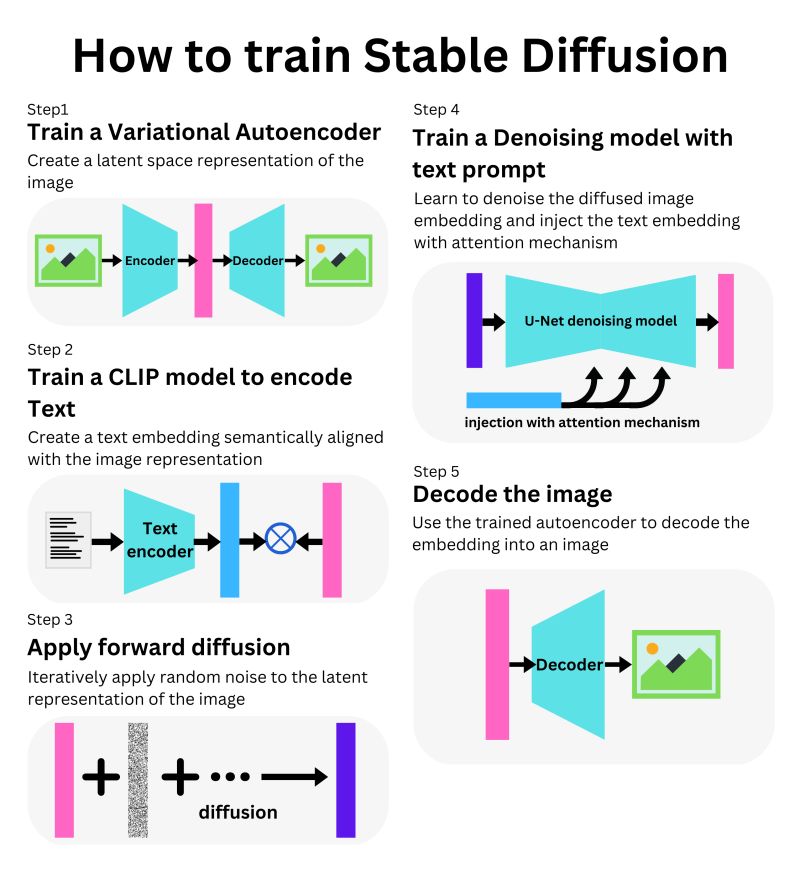 How to train Stable Diffusion
Step1
Train a Variational Autoencoder
Create a latent space representation of the
image
Encoder
Decoder
Step 2
Train a CLIP model to encode
Text
Create a text embedding semantically aligned
with the image representation
Text
encoder
Step 3
Apply forward diffusion
Iteratively apply random noise to the latent
representation of the image
diffusion
Step 4
Train a Denoising model with
text prompt
Learn to denoise the diffused image
embedding and inject the text embedding
with attention mechanism
U-Net denoising model
injection with attention mechanism
Step 5
Decode the image
Use the trained autoencoder to decode the
embedding into an image
Decoder